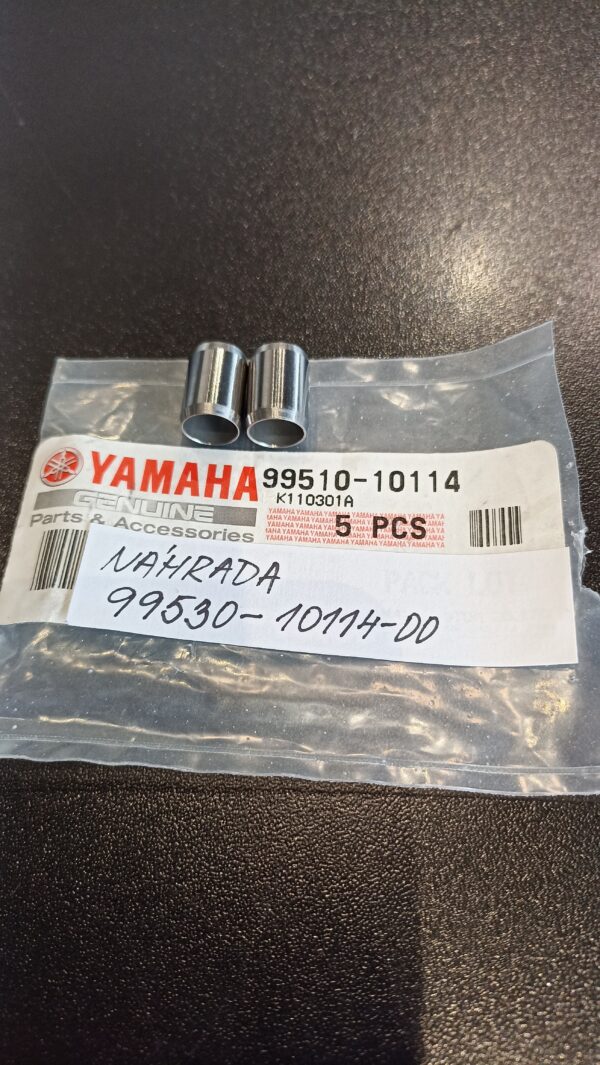 YAMAHA 99510-10114
GENUINE K110301A
Parts & Accessories 5 PCS
NÁHRADA
99530-10114-00